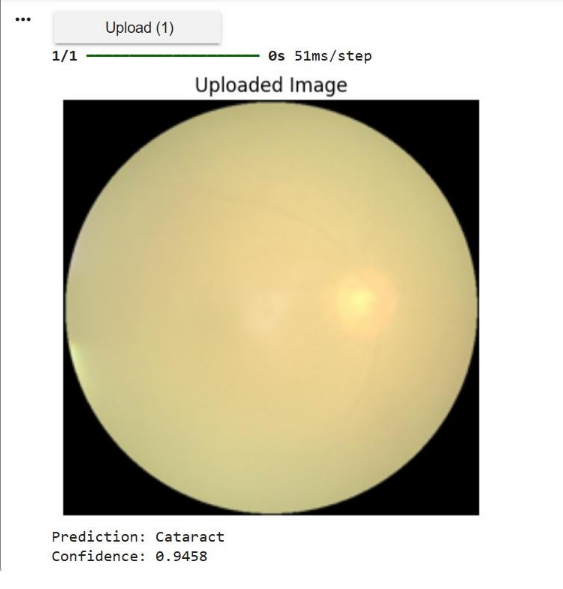 Upload (1)
1/1 0s 51ms/step
Uploaded Image
Prediction: Cataract
Confidence: 0.9458